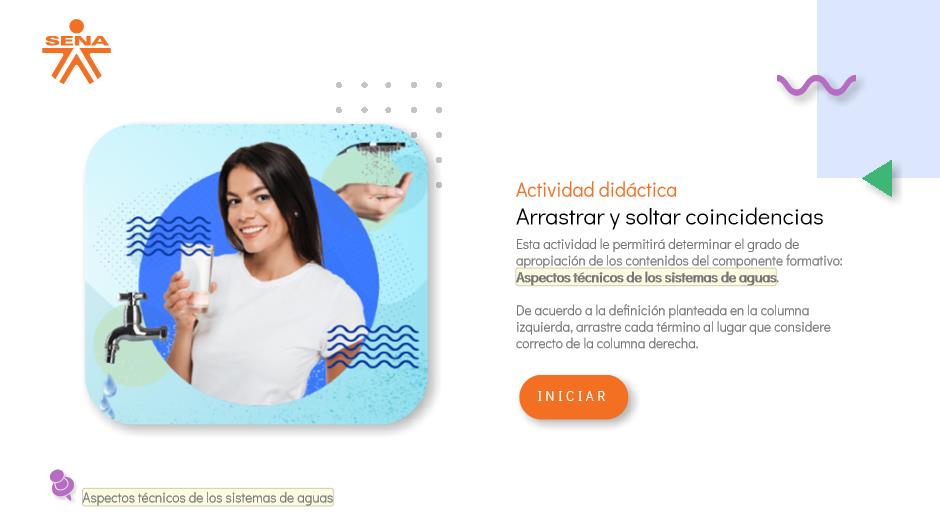 SENA
Actividad didáctica
Arrastrar y soltar coincidencias
Esta actividad le permitirá determinar el grado de
apropiación de los contenidos del componente formativo:
Aspectos técnicos de los sistemas de aguas.
De acuerdo a la definición planteada en la columna
izquierda, arrastre cada término al lugar que considere
correcto de la columna derecha.
INICIAR
Aspectos técnicos de los sistemas de aguas